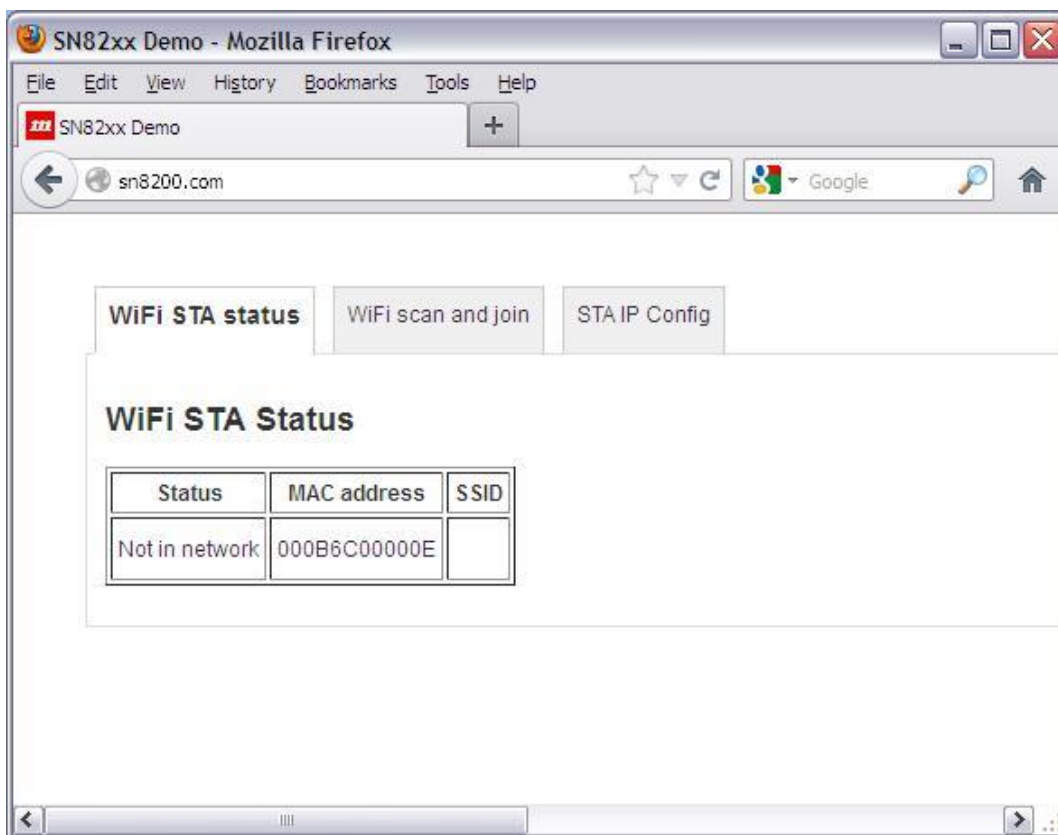 SN82xx Demo - Mozilla Firefox
File Edit View History Bookmarks Tools Help
m SN82xx Demo +
sn8200.com Google
WiFi STA status WiFi scan and join STA IP Config
WiFi STA Status
Status MAC address SSID
Not in network 000B6C00000E